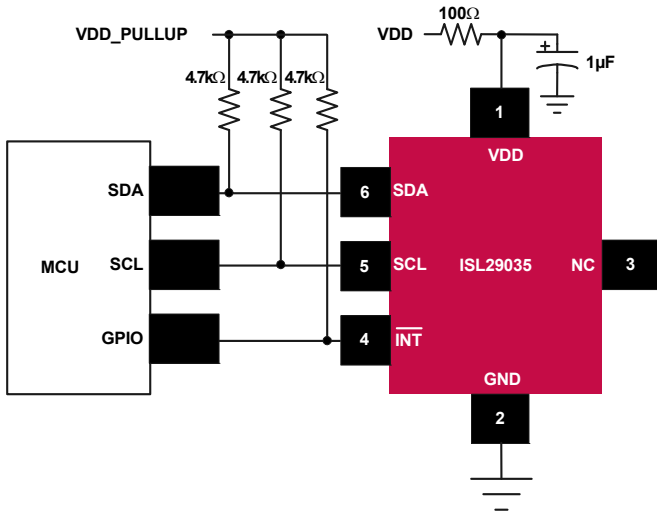 100Ω
VDD_PULLUP
VDD
+
1µF
4.7kΩ 4.7kΩ 4.7kΩ
1
VDD
SDA
6
SDA
MCU
SCL
5
SCL
ISL29035
NC
3
GPIO
4
INT
GND
2